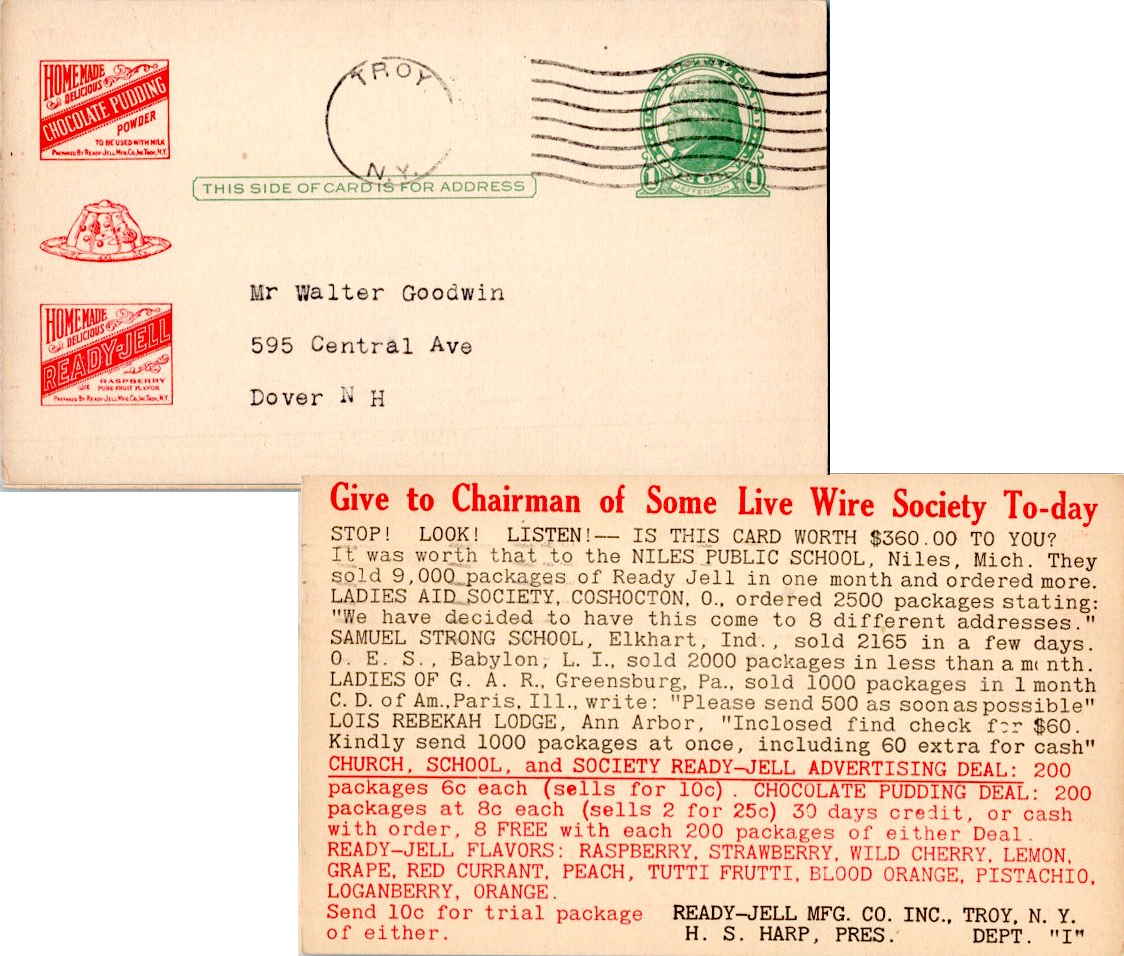 HOMEMADE
DELICIOUS
CHOCOLATE PUDDING
POWDER
TO BE USED WITH MILK
PREPARED BY READY-JELL MFG. CO. INC. TROY, N.Y.
TROY
N.Y.
THIS SIDE OF CARD IS FOR ADDRESS
1 JEFFERSON 1
HOMEMADE
DELICIOUS
READY-JELL
RASPBERRY
PURE FRUIT FLAVOR
PREPARED BY READY-JELL MFG. CO. INC. TROY, N.Y.
Mr Walter Goodwin
595 Central Ave
Dover N H
Give to Chairman of Some Live Wire Society To-day
STOP! LOOK! LISTEN!-- IS THIS CARD WORTH $360.00 TO YOU?
It was worth that to the NILES PUBLIC SCHOOL, Niles, Mich. They
sold 9,000 packages of Ready Jell in one month and ordered more.
LADIES AID SOCIETY, COSHOCTON, O., ordered 2500 packages stating:
"We have decided to have this come to 8 different addresses."
SAMUEL STRONG SCHOOL, Elkhart, Ind., sold 2165 in a few days.
O. E. S., Babylon, L. I., sold 2000 packages in less than a month.
LADIES OF G. A. R., Greensburg, Pa., sold 1000 packages in 1 month
C. D. of Am., Paris, Ill., write: "Please send 500 as soon as possible"
LOIS REBEKAH LODGE, Ann Arbor, "Inclosed find check for $60.
Kindly send 1000 packages at once, including 60 extra for cash"
CHURCH, SCHOOL, and SOCIETY READY-JELL ADVERTISING DEAL: 200
packages 6c each (sells for 10c). CHOCOLATE PUDDING DEAL: 200
packages at 8c each (sells 2 for 25c) 30 days credit, or cash
with order, 8 FREE with each 200 packages of either Deal.
READY-JELL FLAVORS: RASPBERRY, STRAWBERRY, WILD CHERRY, LEMON,
GRAPE, RED CURRANT, PEACH, TUTTI FRUTTI, BLOOD ORANGE, PISTACHIO,
LOGANBERRY, ORANGE.
Send 10c for trial package
of either.
READY-JELL MFG. CO. INC., TROY, N. Y.
H. S. HARP, PRES. DEPT. "I"